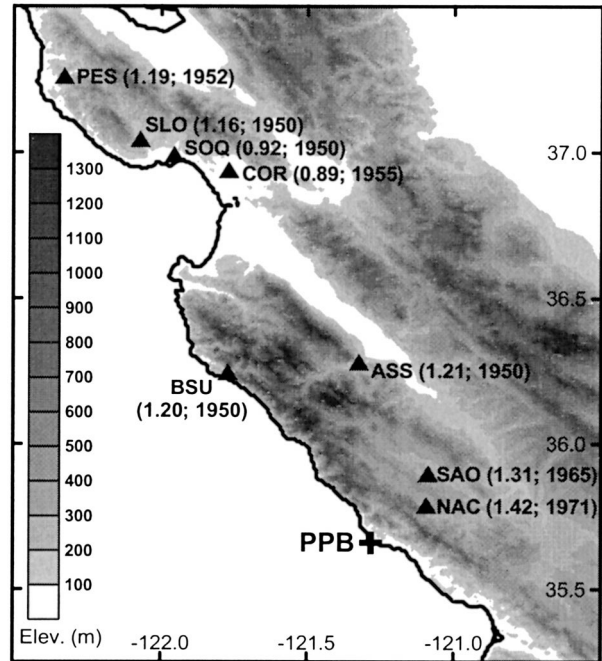 PES (1.19; 1952)
SLO (1.16; 1950)
SOQ (0.92; 1950)
COR (0.89; 1955)
37.0
1300
1200
1100
1000
900
800
700
600
500
400
300
200
100
Elev. (m)
36.5
ASS (1.21; 1950)
BSU
(1.20; 1950)
36.0
SAO (1.31; 1965)
NAC (1.42; 1971)
PPB
35.5
-122.0
-121.5
-121.0